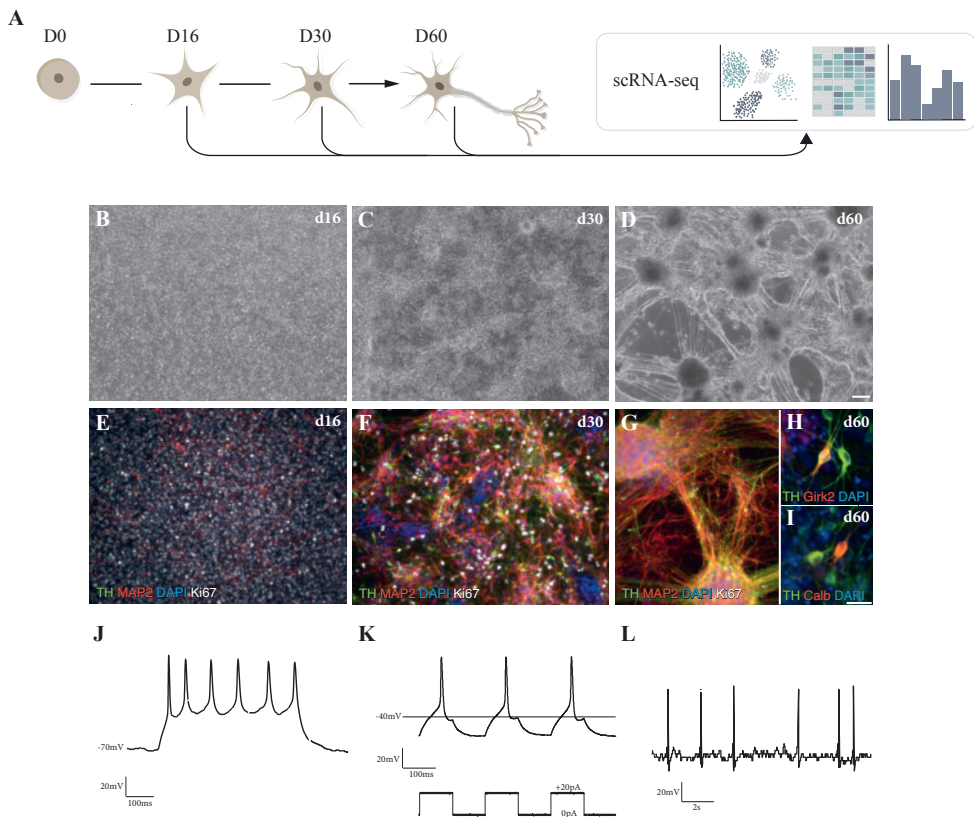 A
D0 D16 D30 D60
scRNA-seq
B d16
C d30
D d60
E d16
TH MAP2 DAPI Ki67
F d30
TH MAP2 DAPI Ki67
G
TH MAP2 DAPI Ki67
H d60
TH Girk2 DAPI
I d60
TH Calb DAPI
J
-70mV
20mV
100ms
K
-40mV
20mV
100ms
+20pA
0pA
L
20mV
2s